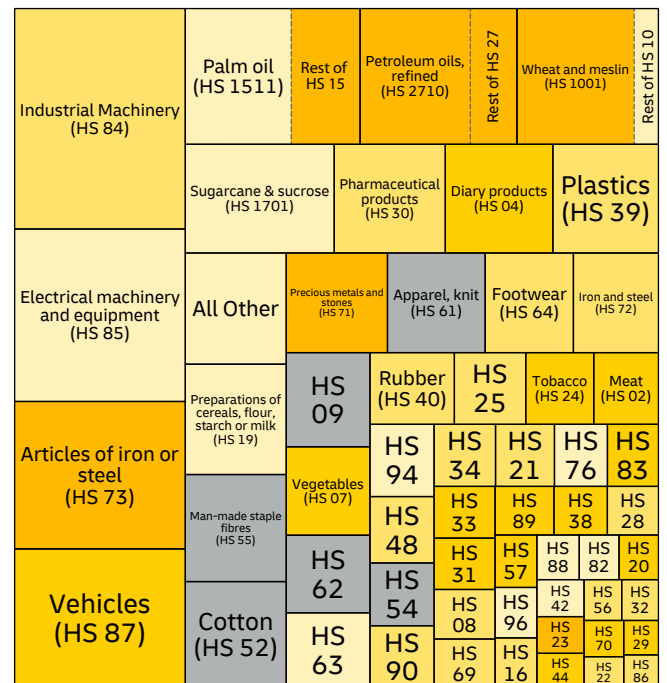 Industrial Machinery
(HS 84)
Palm oil
(HS 1511)
Rest of
HS 15
Petroleum oils,
refined
(HS 2710)
Rest of HS 27
Wheat and meslin
(HS 1001)
Rest of HS 10
Sugarcane & sucrose
(HS 1701)
Pharmaceutical
products
(HS 30)
Diary products
(HS 04)
Plastics
(HS 39)
Electrical machinery
and equipment
(HS 85)
All Other
Precious metals and
stones
(HS 71)
Apparel, knit
(HS 61)
Footwear
(HS 64)
Iron and steel
(HS 72)
Preparations of
cereals, flour,
starch or milk
(HS 19)
HS
09
Rubber
(HS 40)
HS
25
Tobacco
(HS 24)
Meat
(HS 02)
Articles of iron or
steel
(HS 73)
Vegetables
(HS 07)
HS
94
HS
34
HS
21
HS
76
HS
83
Man-made staple
fibres
(HS 55)
HS
48
HS
33
HS
89
HS
38
HS
28
Vehicles
(HS 87)
HS
62
HS
54
HS
31
HS
57
HS
88
HS
82
HS
20
Cotton
(HS 52)
HS
63
HS
90
HS
08
HS
96
HS
42
HS
56
HS
32
HS
23
HS
70
HS
29
HS
69
HS
16
HS
44
HS
22
HS
86